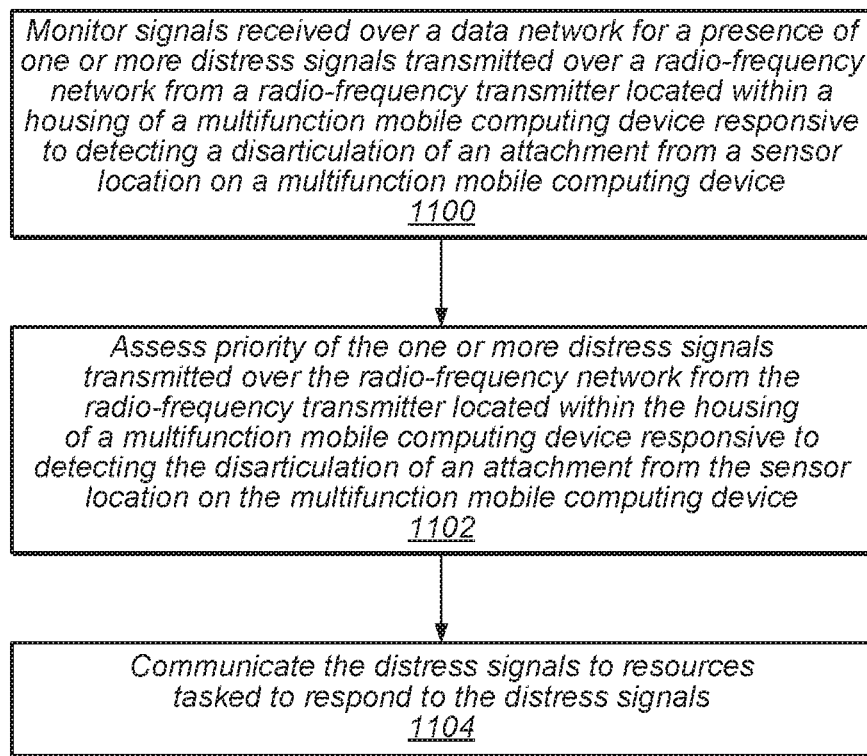 Monitor signals received over a data network for a presence of
one or more distress signals transmitted over a radio-frequency
network from a radio-frequency transmitter located within a
housing of a multifunction mobile computing device responsive
to detecting a disarticulation of an attachment from a sensor
location on a multifunction mobile computing device
1100
Assess priority of the one or more distress signals
transmitted over the radio-frequency network from the
radio-frequency transmitter located within the housing
of a multifunction mobile computing device responsive to
detecting the disarticulation of an attachment from the sensor
location on the multifunction mobile computing device
1102
Communicate the distress signals to resources
tasked to respond to the distress signals
1104